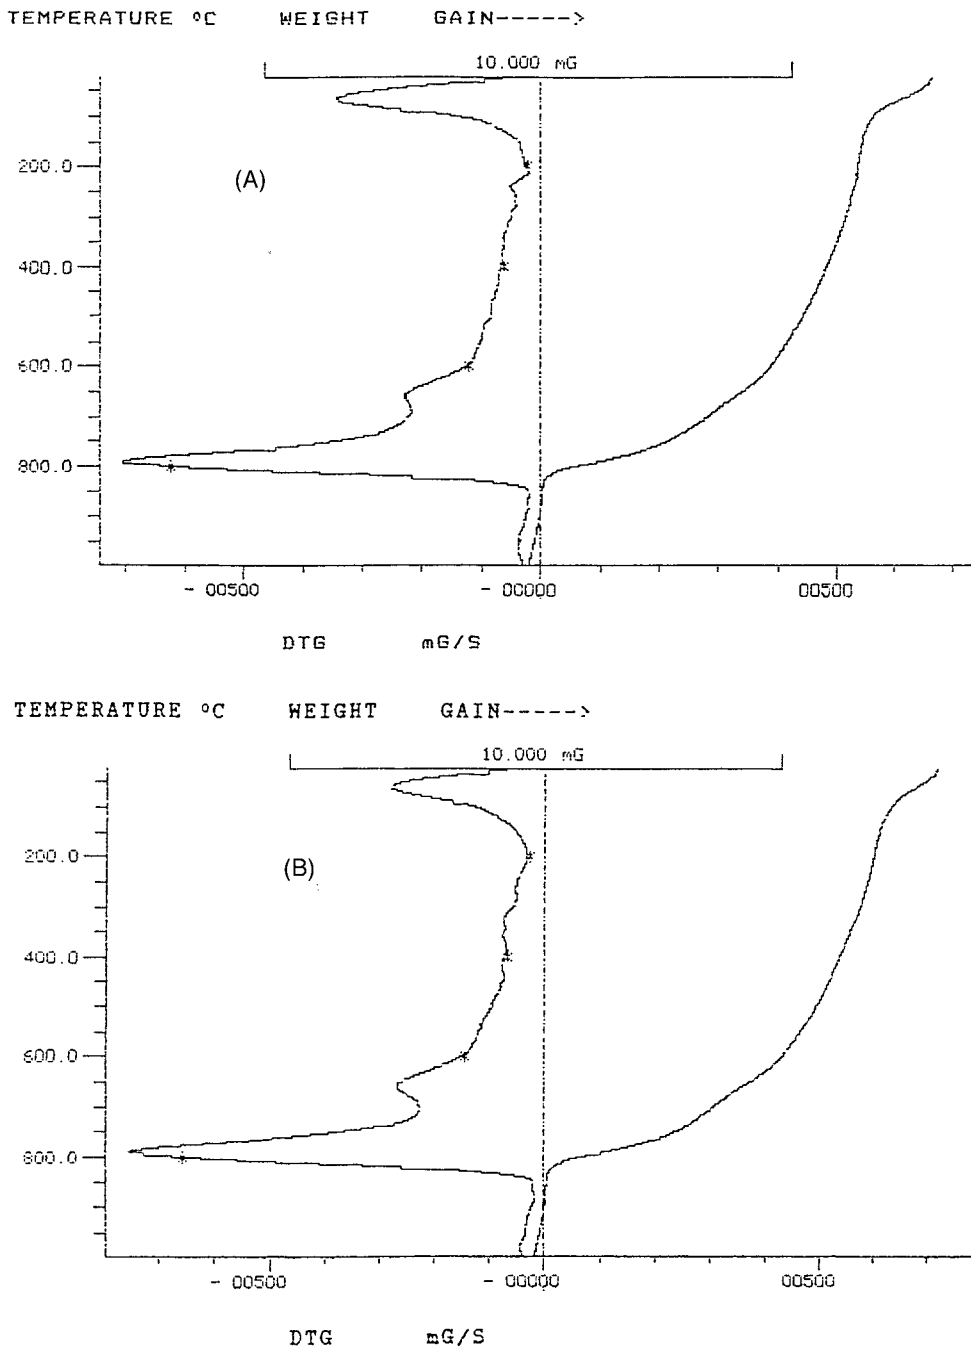 TEMPERATURE ºC WEIGHT GAIN----->
10.000 mG
(A)
200.0
400.0
600.0
800.0
- 00500 - 00000 00500
DTG mG/S
TEMPERATURE ºC WEIGHT GAIN----->
10.000 mG
(B)
200.0
400.0
600.0
800.0
- 00500 - 00000 00500
DTG mG/S